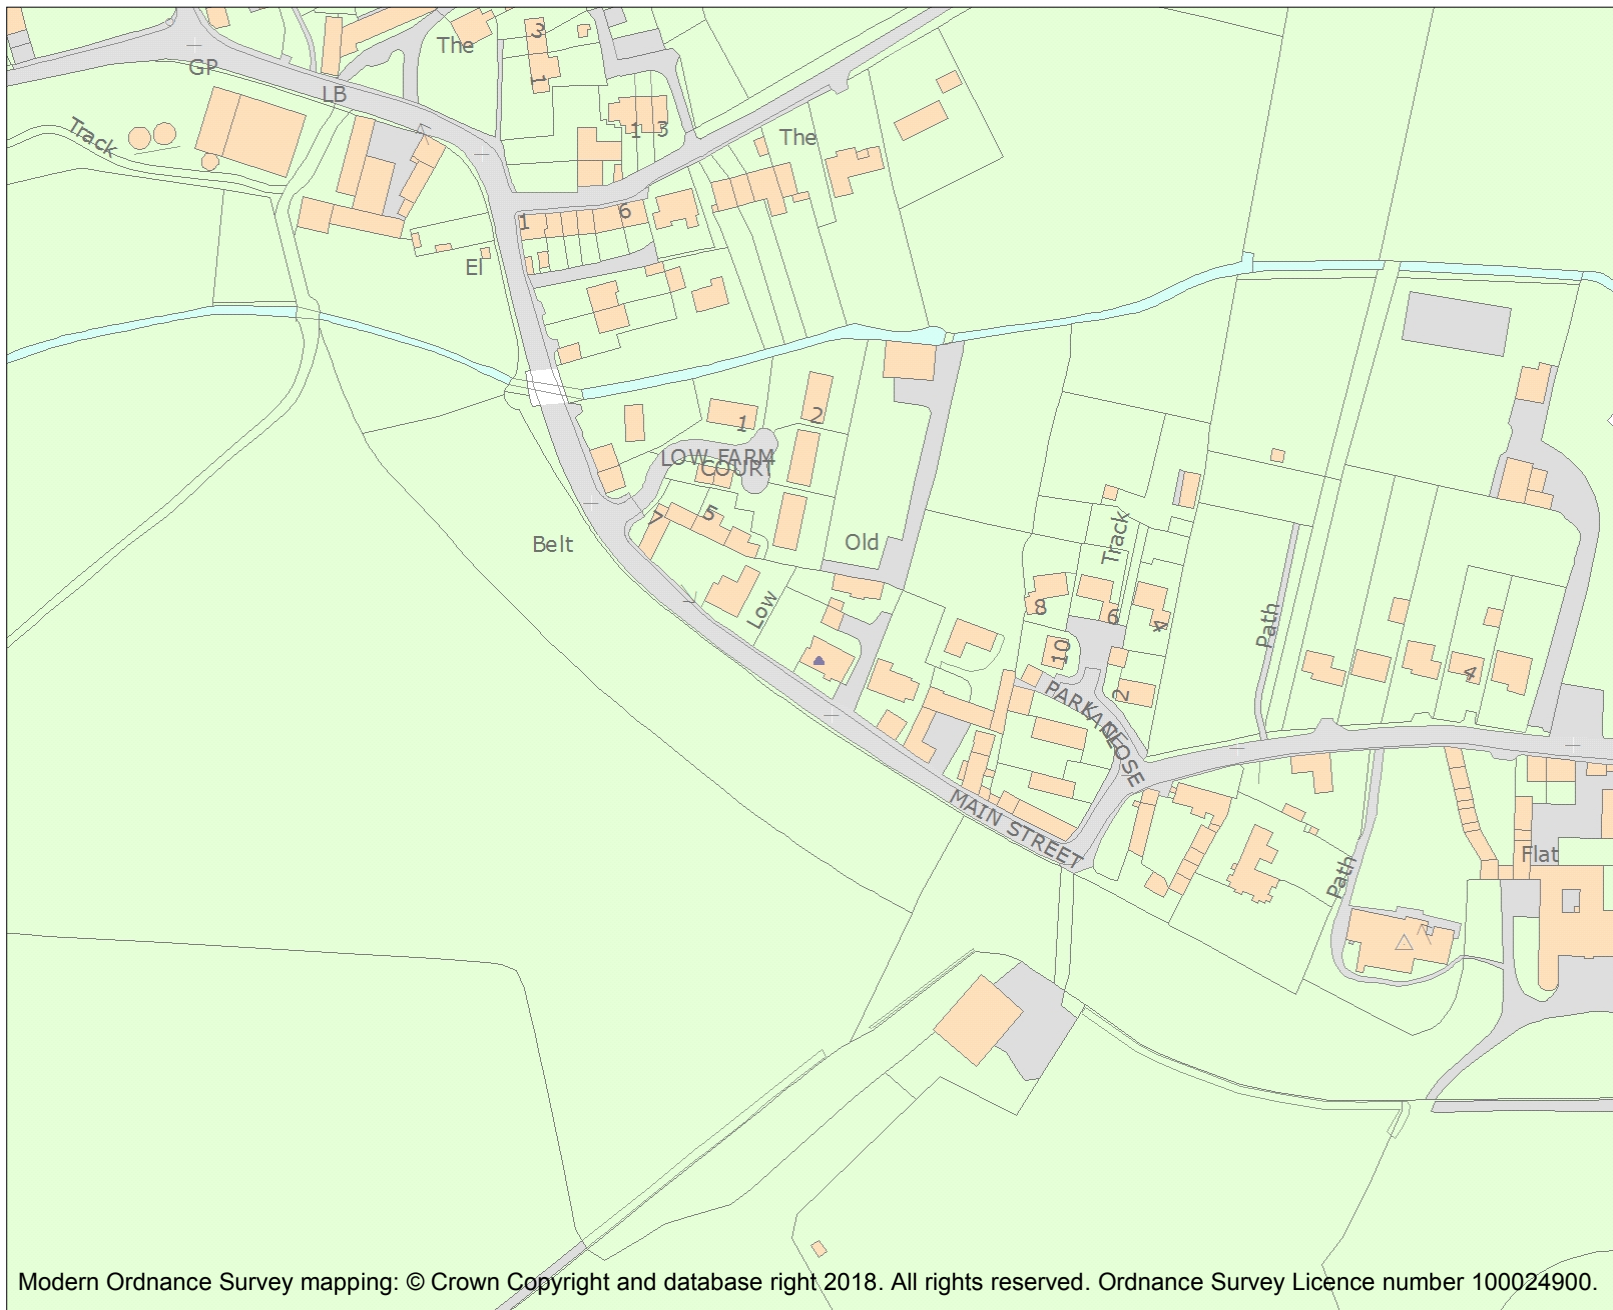 The
3
1
GP
LB
Track
1 3
The
1
6
El
2
1
LOW FARM
COURT
7
5
Belt
Old
Track
Low
8
6
4
Path
10
2
4
PARK
LANE
CLOSE
MAIN STREET
Flat
Path
Modern Ordnance Survey mapping: © Crown Copyright and database right 2018. All rights reserved. Ordnance Survey Licence number 100024900.